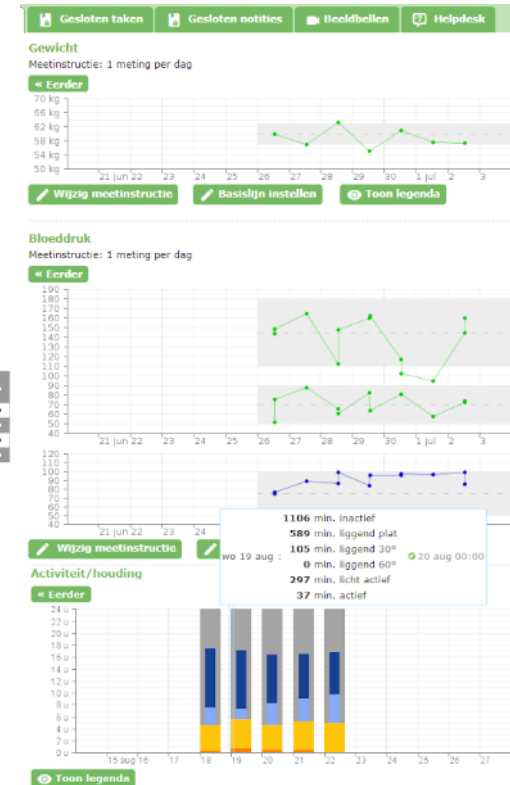 Gesloten taken Gesloten notities Beeldbellen Helpdesk
Gewicht
Meetinstructie: 1 meting per dag
« Eerder
70 kg
66 kg
62 kg
58 kg
54 kg
50 kg
21 jun 22 23 24 25 26 27 28 29 30 1 jul 2 3
Wijzig meetinstructie Basislijn instellen Toon legenda
Bloeddruk
Meetinstructie: 1 meting per dag
« Eerder
190
180
170
160
150
140
130
120
110
100
90
80
70
60
50
40
21 jun 22 23 24 25 26 27 28 29 30 1 jul 2 3
120
110
100
90
80
70
60
50
40
21 jun 22 23 24
Wijzig meetinstructie
1106 min. inactief
589 min. liggend plat
wo 19 aug : 105 min. liggend 30° 20 aug 00:00
0 min. liggend 60°
297 min. licht actief
37 min. actief
Activiteit/houding
« Eerder
24 u
20 u
18 u
16 u
14 u
12 u
10 u
8 u
6 u
4 u
2 u
0 u
15 aug 16 17 18 19 20 21 22 23 24 25 26 27
Toon legenda